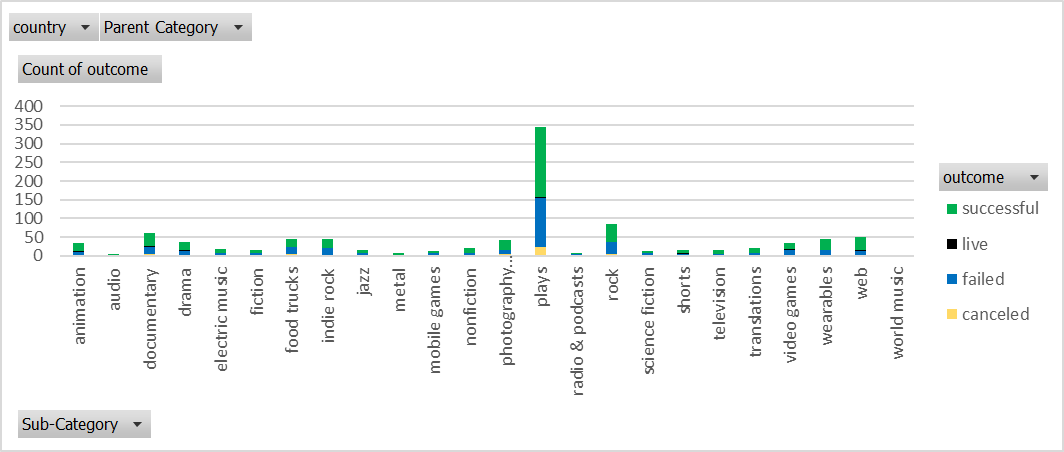 country Parent Category
Count of outcome
400
350
300
250
200
150
100
50
0
animation
audio
documentary
drama
electric music
fiction
food trucks
indie rock
jazz
metal
mobile games
nonfiction
photography…
plays
radio & podcasts
rock
science fiction
shorts
television
translations
video games
wearables
web
world music
outcome
successful
live
failed
canceled
Sub-Category